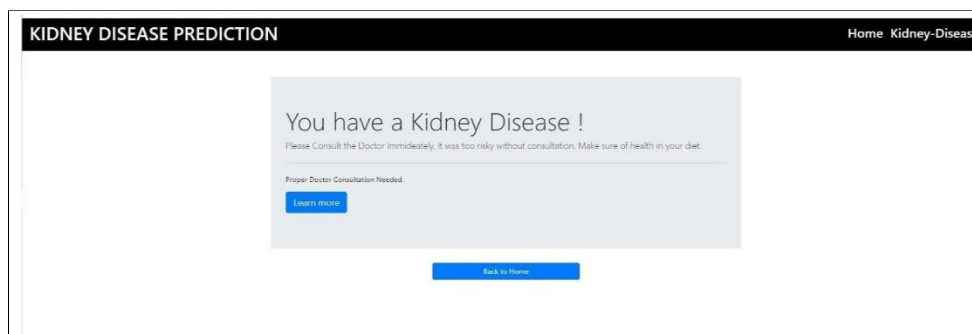 KIDNEY DISEASE PREDICTION
Home Kidney-Diseas
You have a Kidney Disease !
Please Consult the Doctor Immideately. It was too risky without consultation. Make sure of health in your diet.
Proper Doctor Consultation Needed.
Learn more
Back to Home